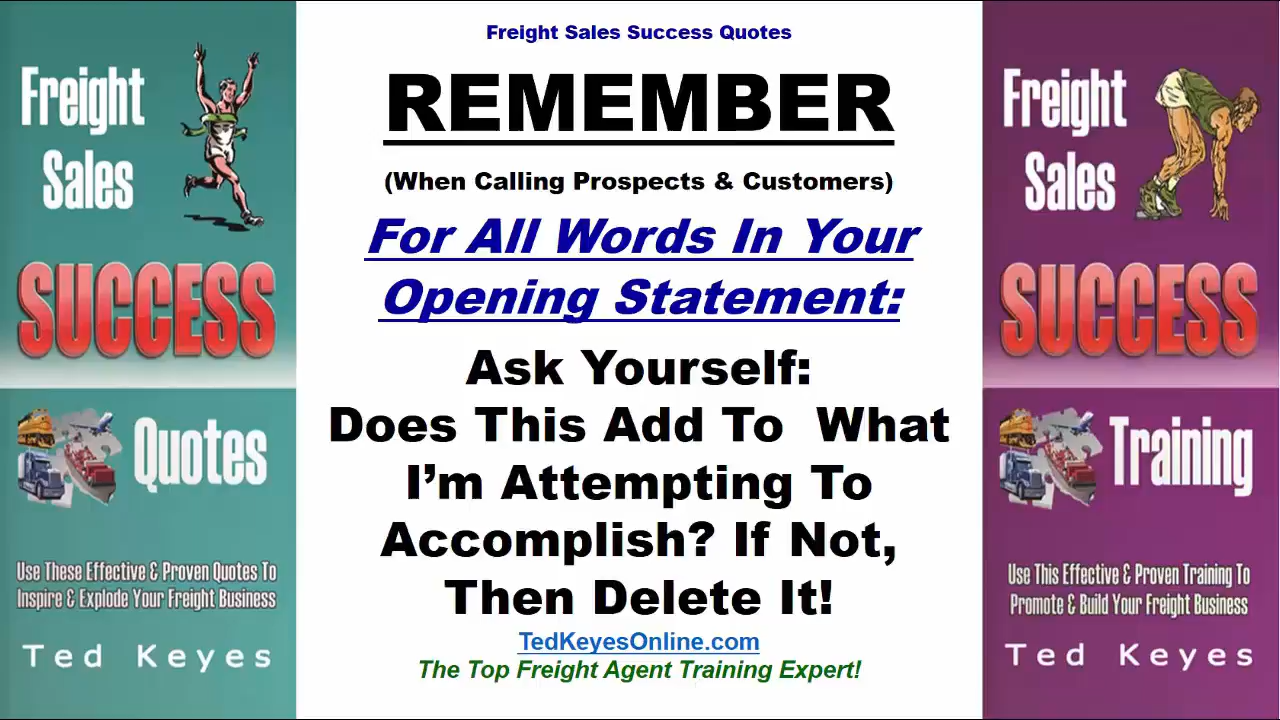 Freight Sales Success Quotes
REMEMBER
(When Calling Prospects & Customers)
For All Words In Your
Opening Statement:
Ask Yourself:
Does This Add To What
I'm Attempting To
Accomplish? If Not,
Then Delete It!
TedKeyesOnline.com
The Top Freight Agent Training Expert!
Freight
Sales
SUCCESS
Quotes
Use These Effective & Proven Quotes To
Inspire & Explode Your Freight Business
Ted Keyes
Freight
Sales
SUCCESS
Training
Use This Effective & Proven Training To
Promote & Build Your Freight Business
Ted Keyes